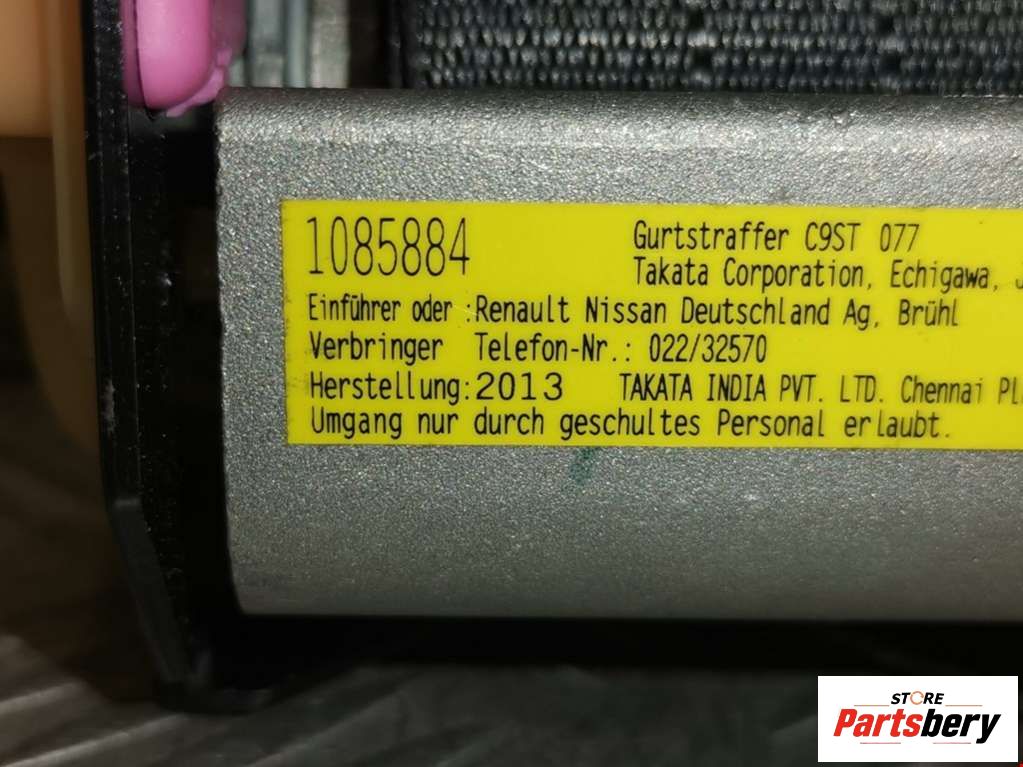 1085884
Gurtstraffer C9ST 077
Takata Corporation, Echigawa,
Einführer oder :Renault Nissan Deutschland Ag, Brühl
Verbringer Telefon-Nr.: 022/32570
Herstellung: 2013 TAKATA INDIA PVT. LTD. Chennai
Umgang nur durch geschultes Personal erlaubt.
STORE
Partsbery